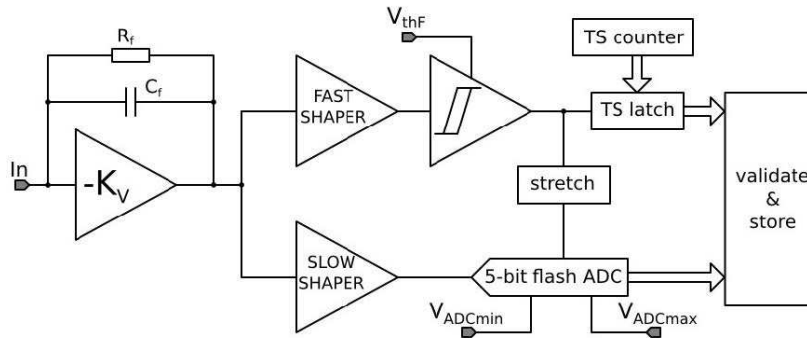 V_thF
TS counter
R_f
C_f
FAST
SHAPER
TS latch
In
-K_V
stretch
validate
&
store
SLOW
SHAPER
5-bit flash ADC
V_ADCmin
V_ADCmax